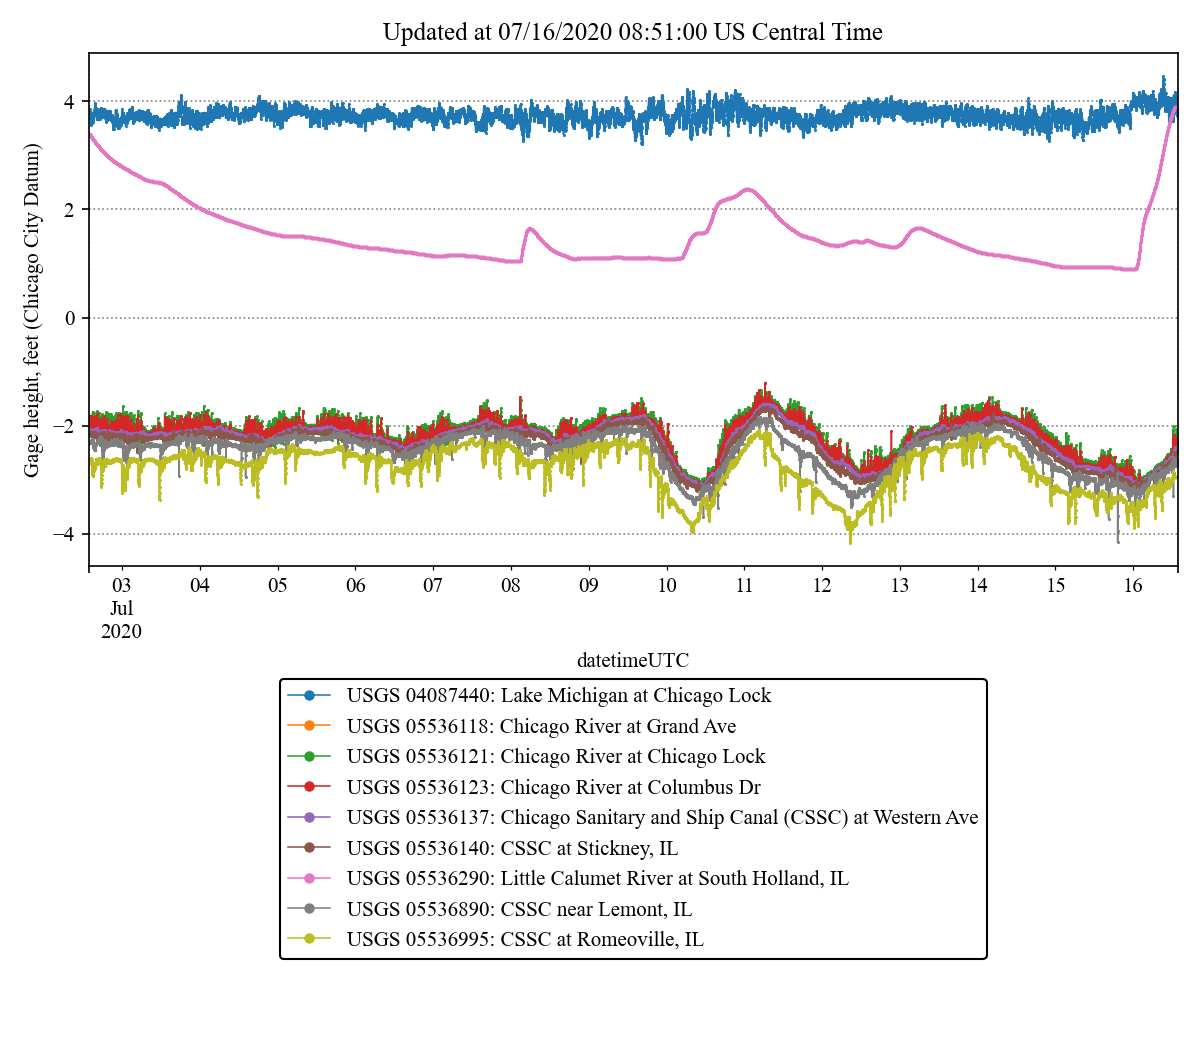 Updated at 07/16/2020 08:51:00 US Central Time
Gage height, feet (Chicago City Datum)
4
2
0
−2
−4
03 04 05 06 07 08 09 10 11 12 13 14 15 16
Jul
2020
datetimeUTC
USGS 04087440: Lake Michigan at Chicago Lock
USGS 05536118: Chicago River at Grand Ave
USGS 05536121: Chicago River at Chicago Lock
USGS 05536123: Chicago River at Columbus Dr
USGS 05536137: Chicago Sanitary and Ship Canal (CSSC) at Western Ave
USGS 05536140: CSSC at Stickney, IL
USGS 05536290: Little Calumet River at South Holland, IL
USGS 05536890: CSSC near Lemont, IL
USGS 05536995: CSSC at Romeoville, IL